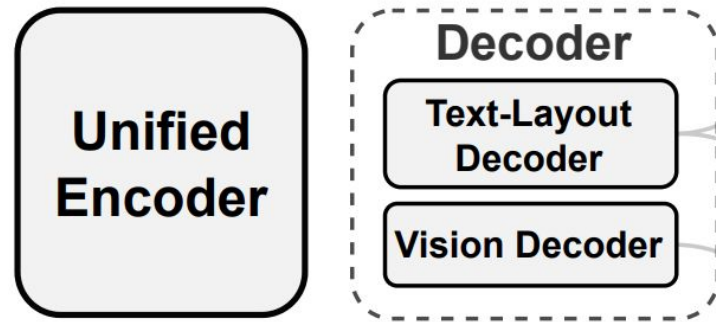 Unified
Encoder
Decoder
Text-Layout
Decoder
Vision Decoder